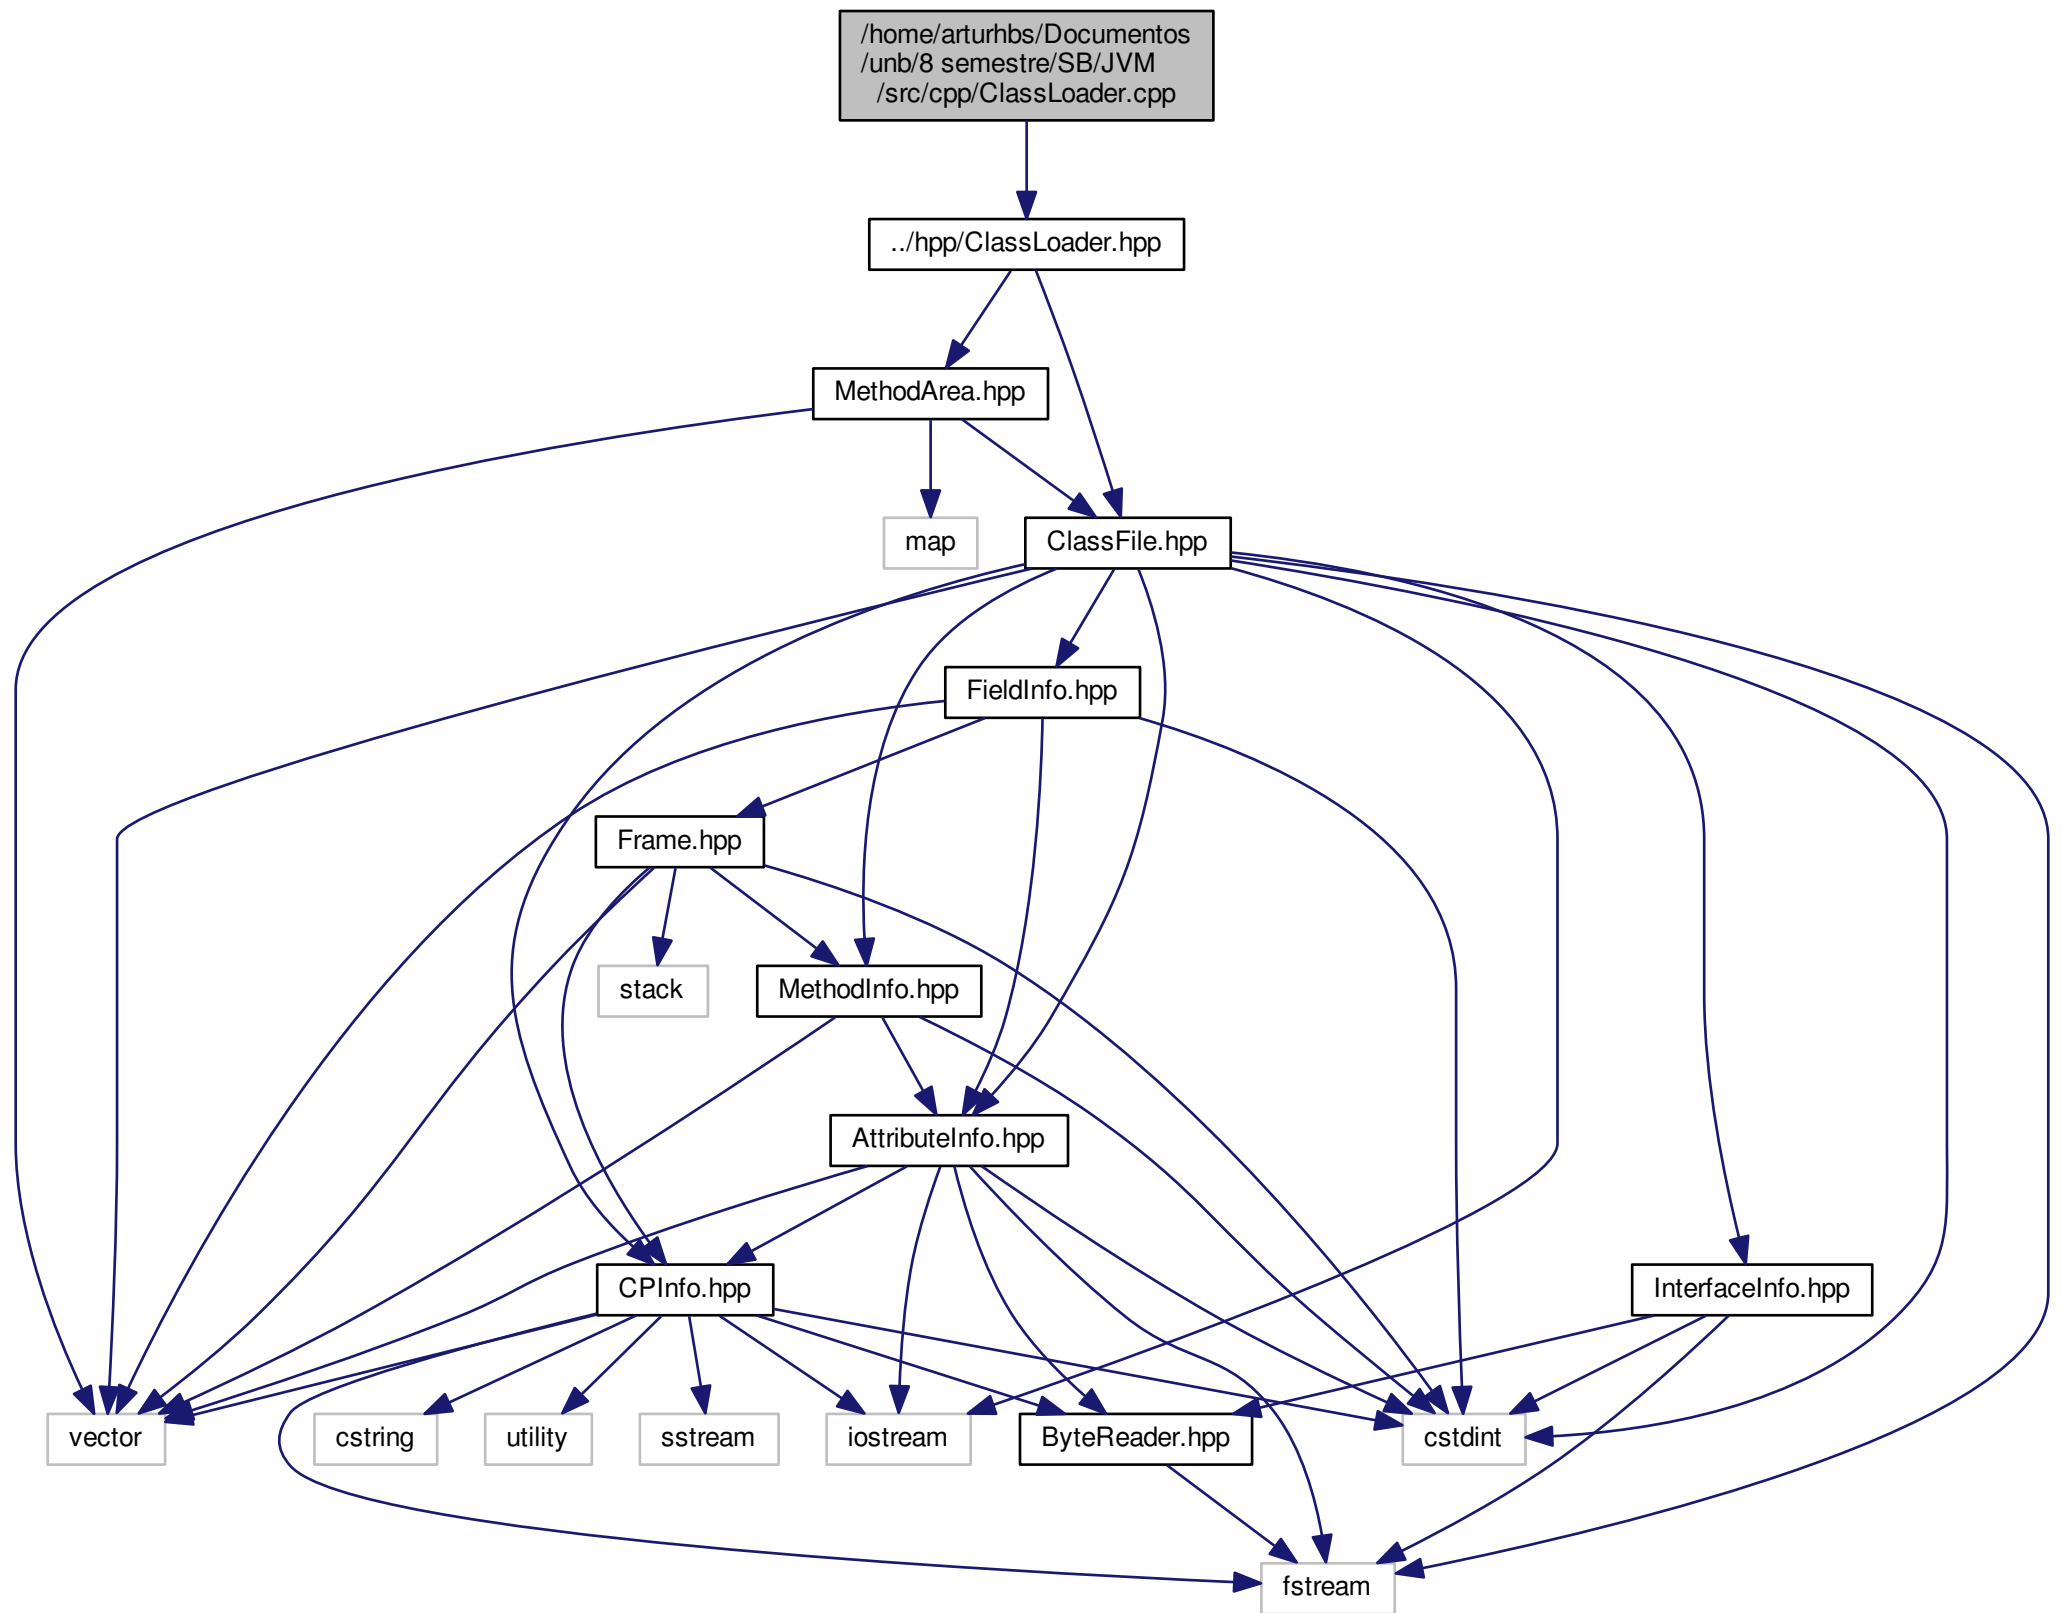 /home/arturhbs/Documentos
/unb/8 semestre/SB/JVM
/src/cpp/ClassLoader.cpp
../hpp/ClassLoader.hpp
MethodArea.hpp
map
ClassFile.hpp
FieldInfo.hpp
Frame.hpp
stack
MethodInfo.hpp
AttributeInfo.hpp
CPInfo.hpp
InterfaceInfo.hpp
vector
cstring
utility
sstream
iostream
ByteReader.hpp
cstdint
fstream